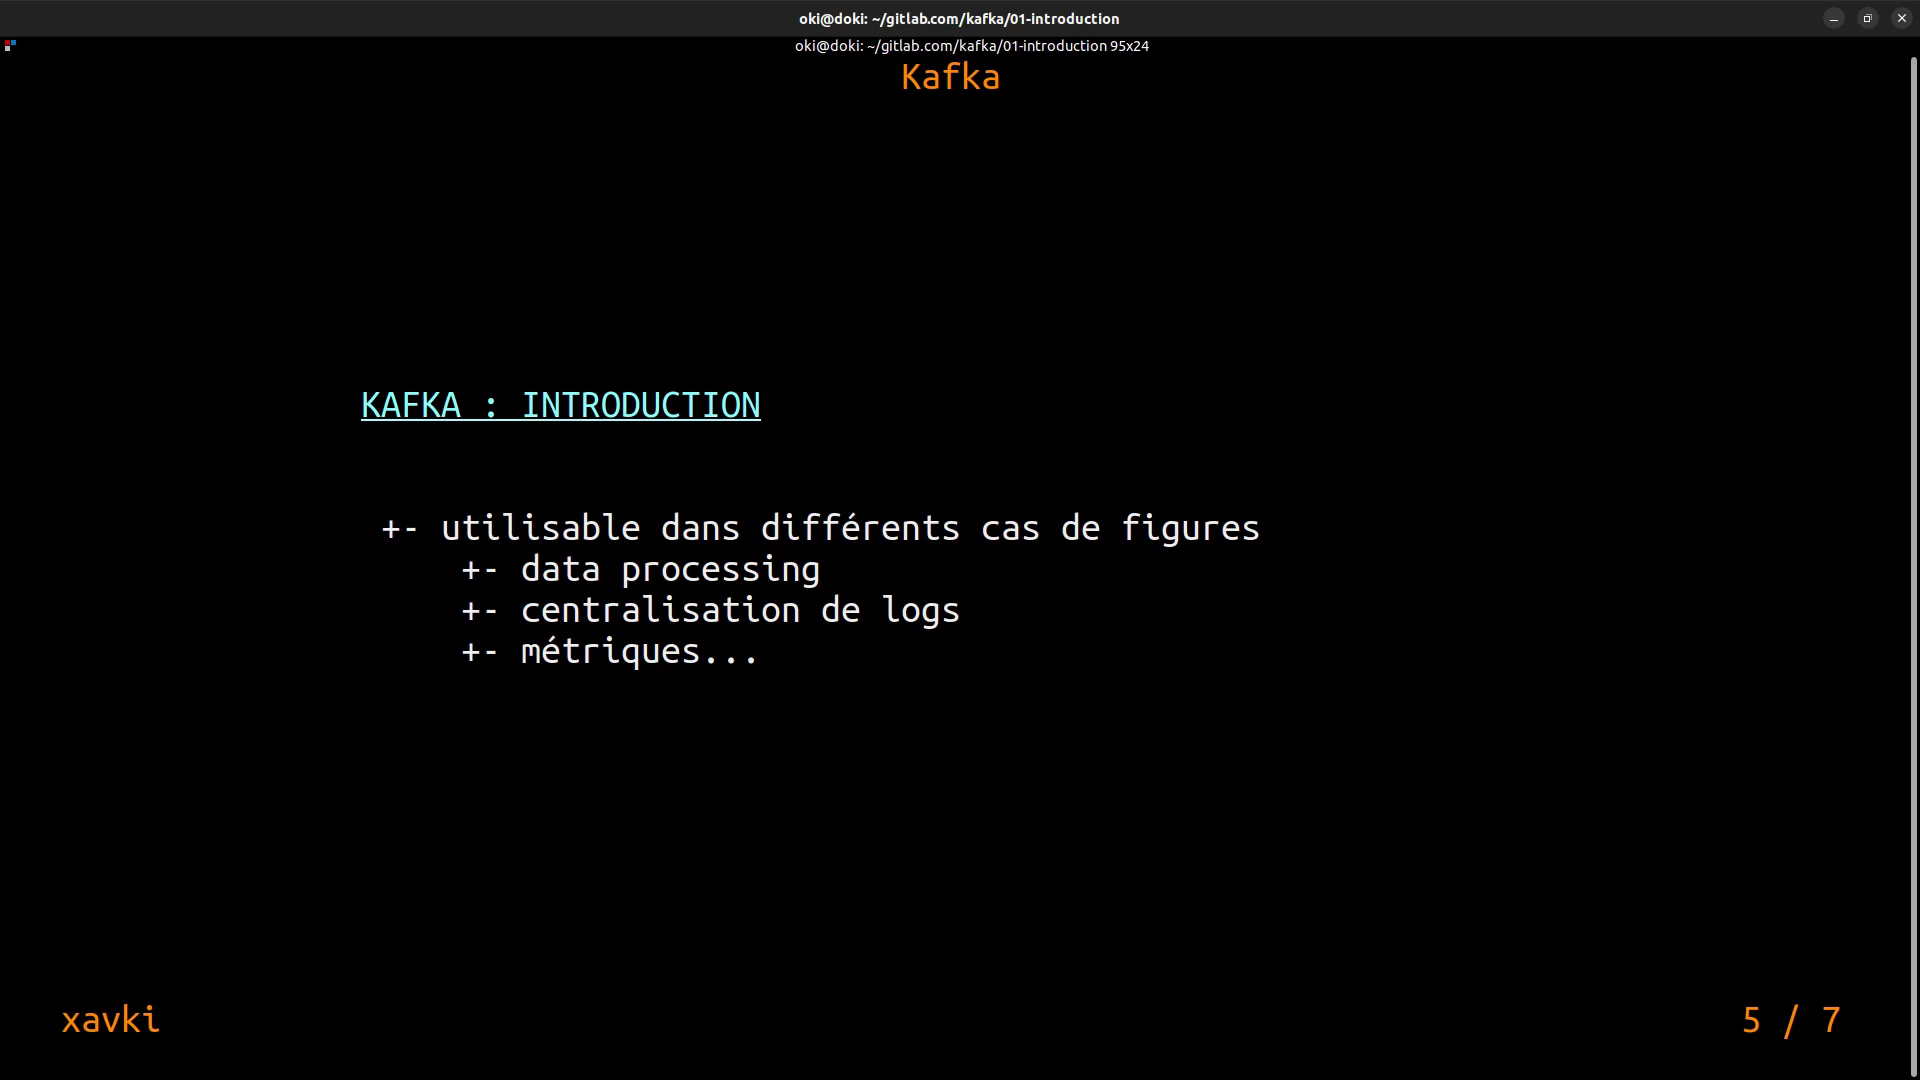 oki@doki: ~/gitlab.com/kafka/01-introduction
oki@doki: ~/gitlab.com/kafka/01-introduction 95x24
Kafka
KAFKA : INTRODUCTION
+- utilisable dans différents cas de figures
+- data processing
+- centralisation de logs
+- métriques...
xavki
5 / 7